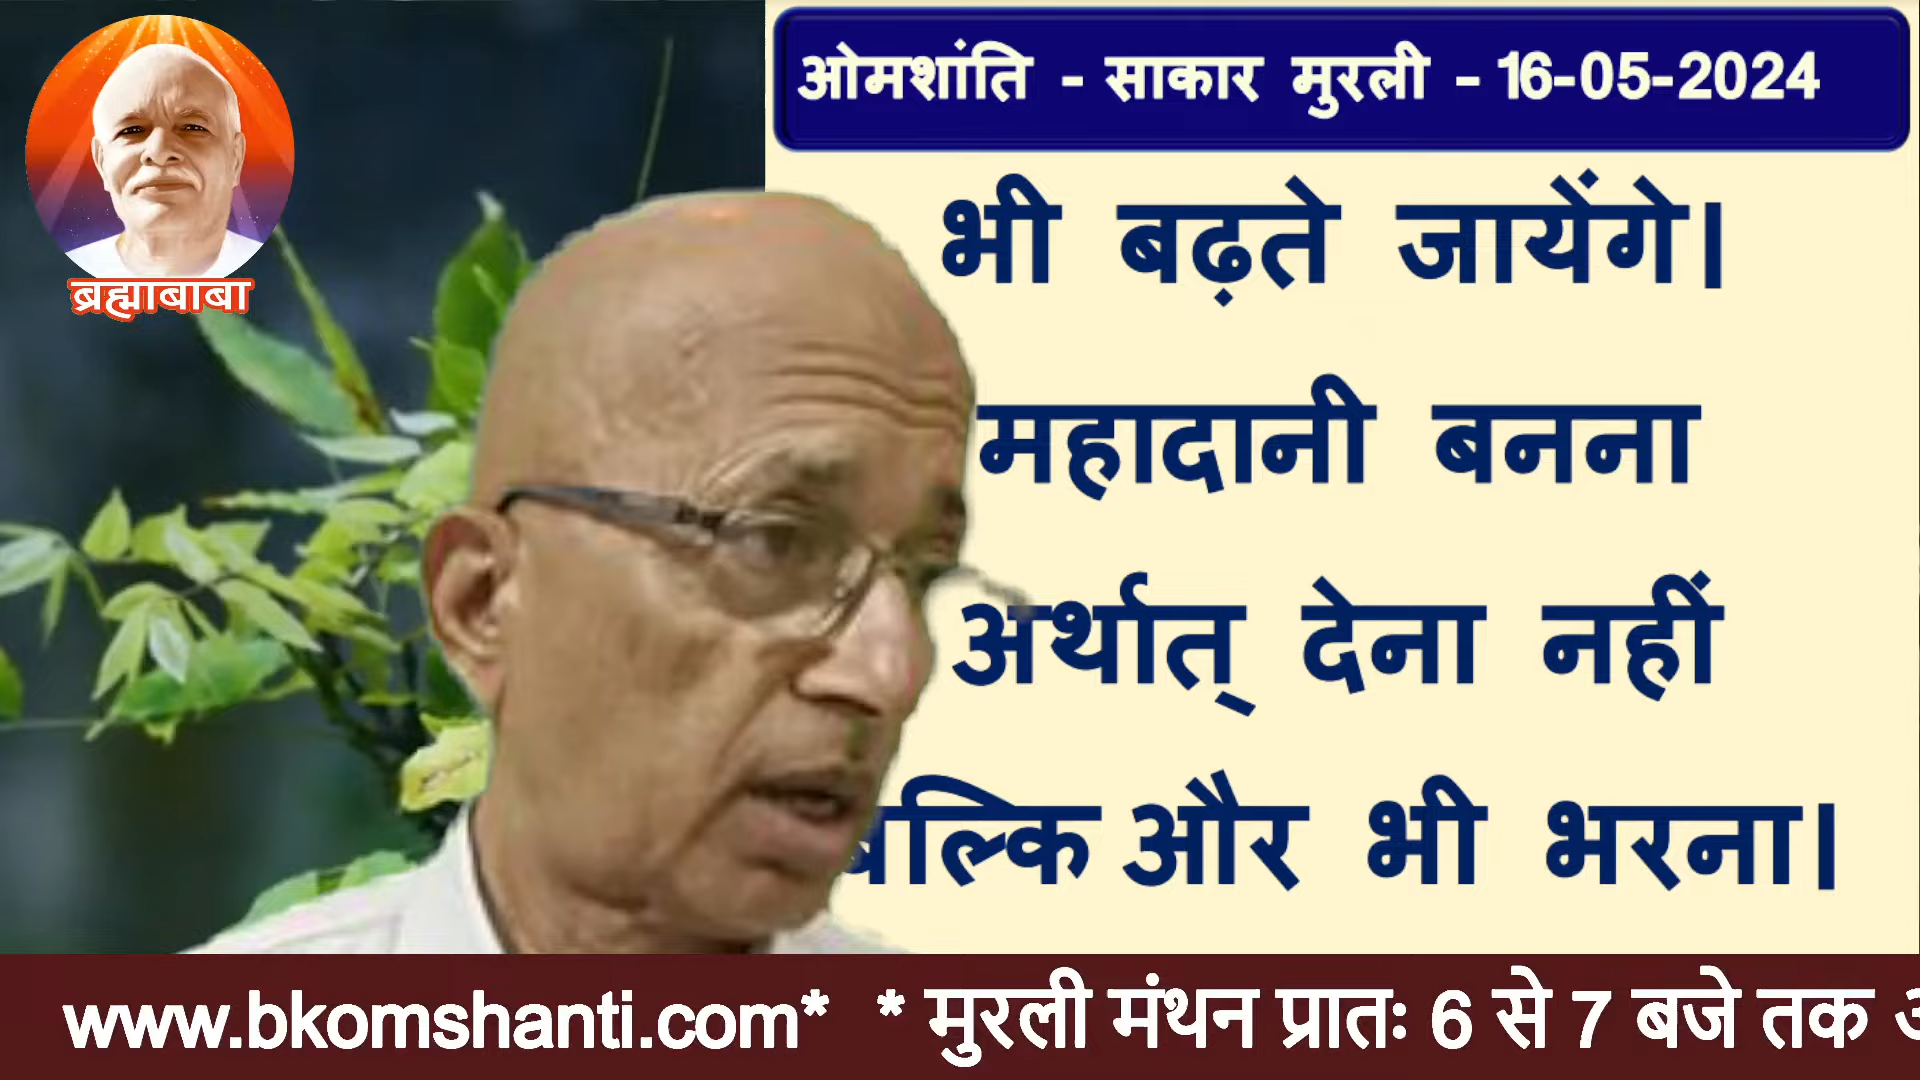 ओमशांति - साकार मुरली - 16-05-2024
ब्रह्माबाबा
भी बढ़ते जायेंगे।
महादानी बनना
अर्थात् देना नहीं
बल्कि और भी भरना।
www.bkomshanti.com* * मुरली मंथन प्रातः 6 से 7 बजे तक